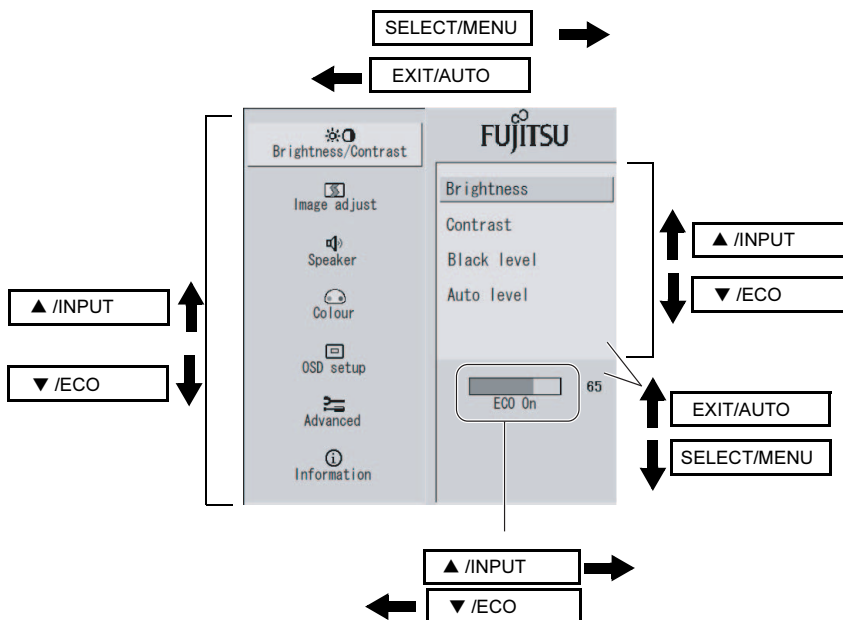 SELECT/MENU
EXIT/AUTO
FUJITSU
Brightness/Contrast
Image adjust
Speaker
Colour
OSD setup
Advanced
Information
Brightness
Contrast
Black level
Auto level
65
ECO On
▲ /INPUT
▼ /ECO
▲ /INPUT
▼ /ECO
EXIT/AUTO
SELECT/MENU
▲ /INPUT
▼ /ECO